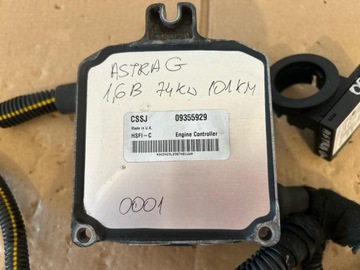 ASTRA G
1,6B 74kW 101KM
CSSJ 09355929
Made in U.K.
HSFI-C Engine Controller
0001